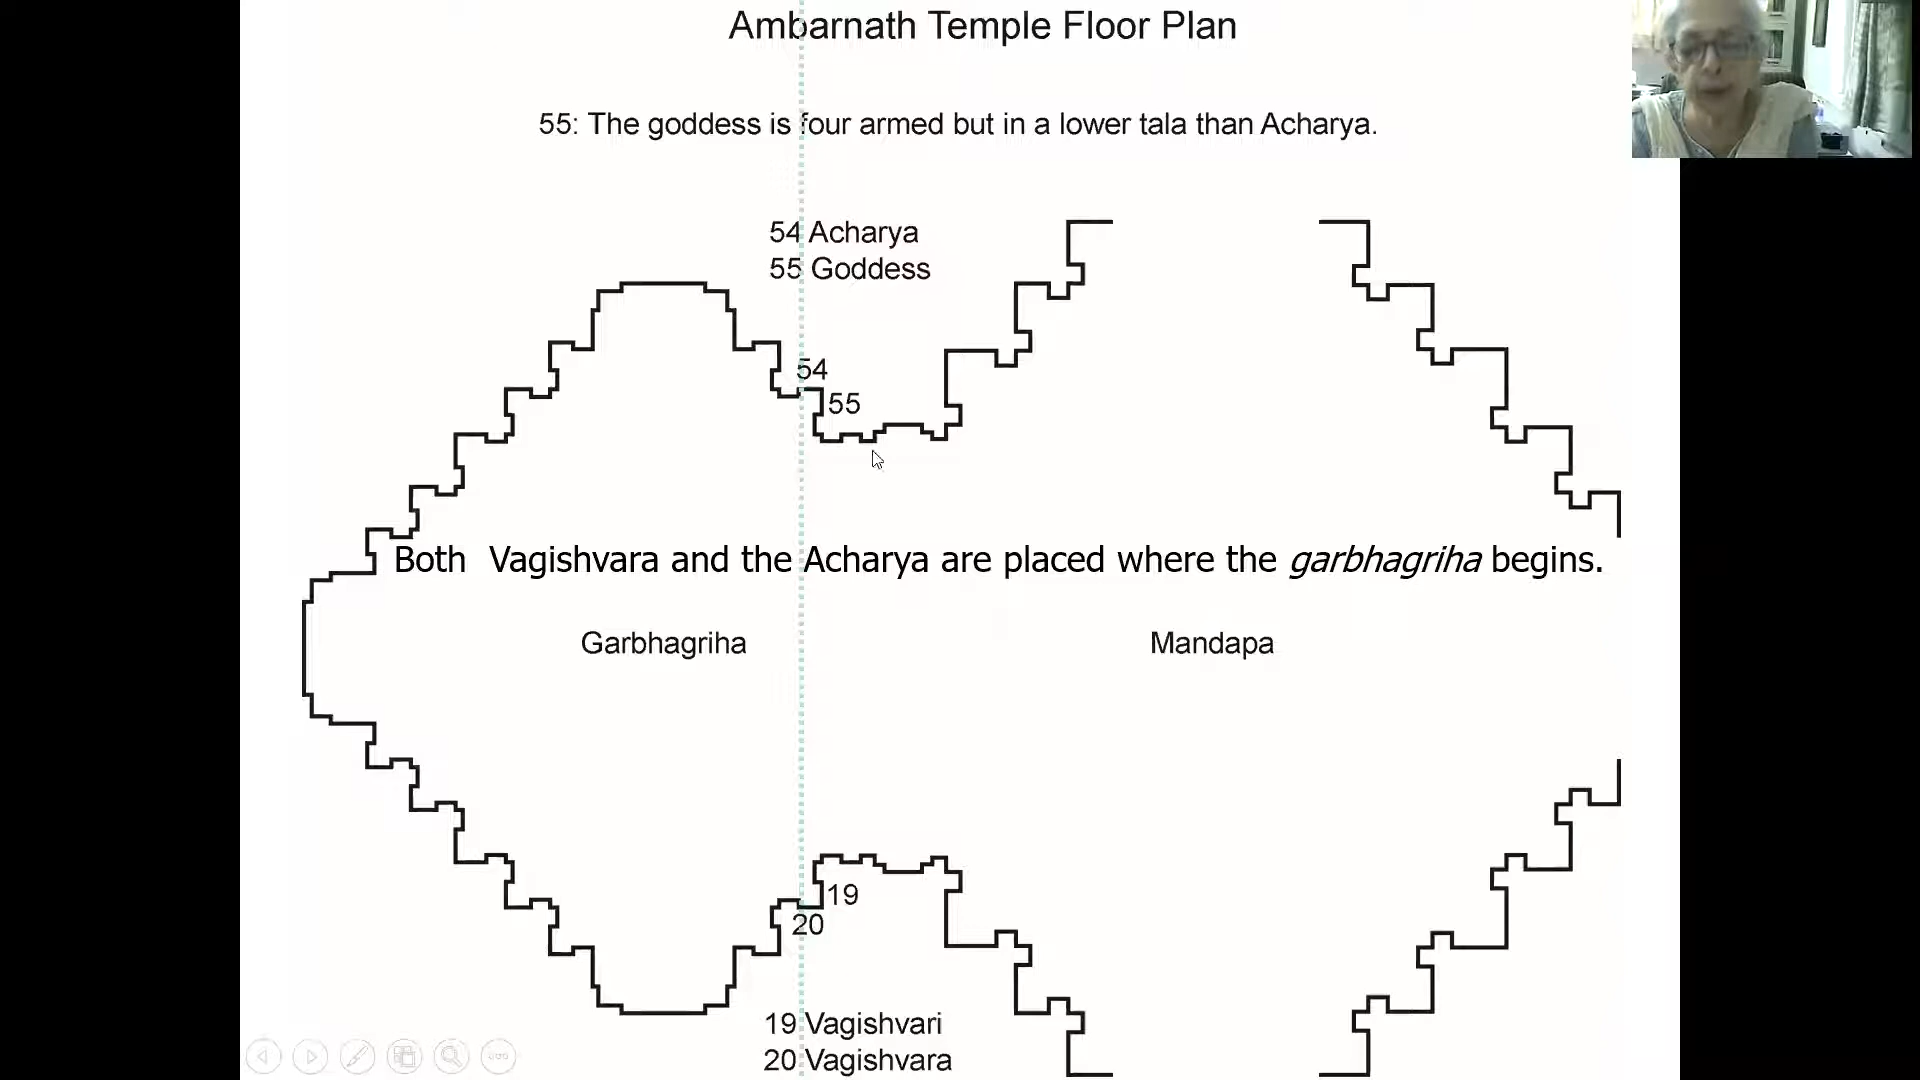 Ambarnath Temple Floor Plan
55: The goddess is four armed but in a lower tala than Acharya.
54 Acharya
55 Goddess
54
55
Both Vagishvara and the Acharya are placed where the garbhagriha begins.
Garbhagriha
Mandapa
19
20
19 Vagishvari
20 Vagishvara